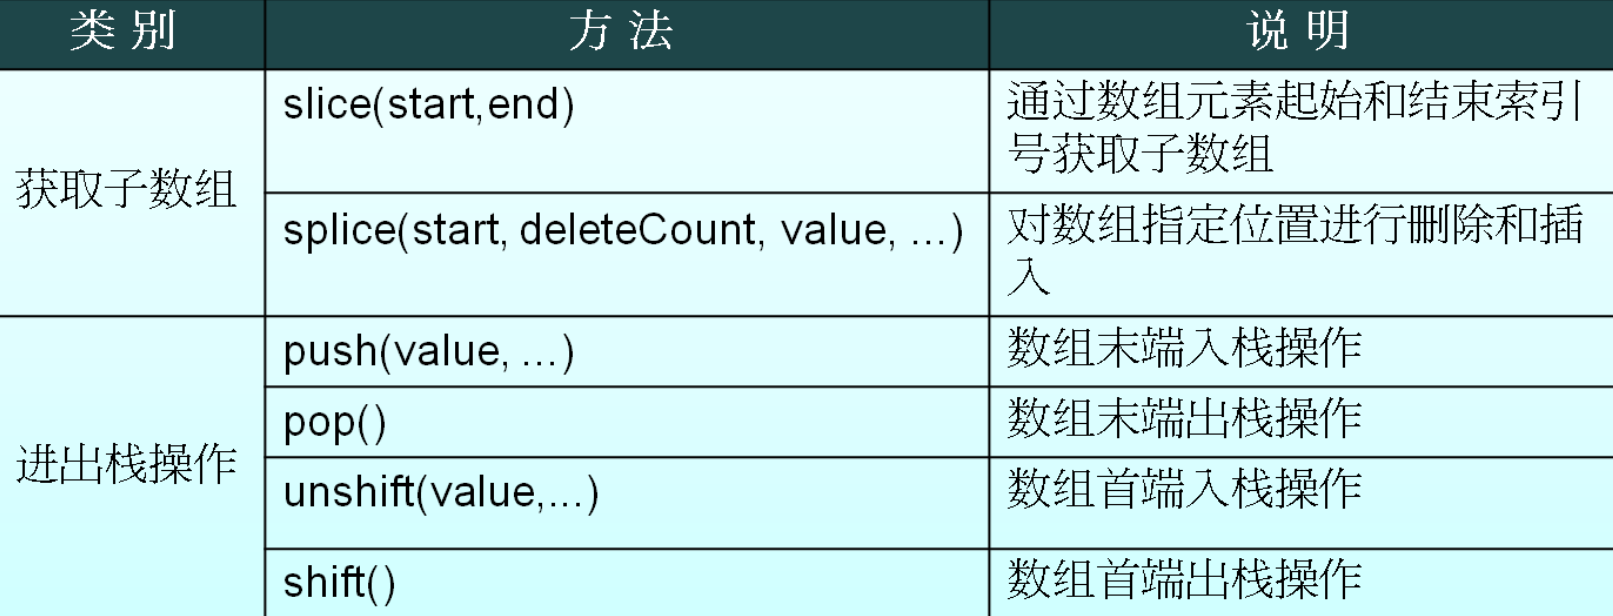 类 别
方 法
说 明
获取子数组
slice(start,end)
通过数组元素起始和结束索引
号获取子数组
splice(start, deleteCount, value, ...)
对数组指定位置进行删除和插
入
进出栈操作
push(value, ...)
数组末端入栈操作
pop()
数组末端出栈操作
unshift(value,...)
数组首端入栈操作
shift()
数组首端出栈操作